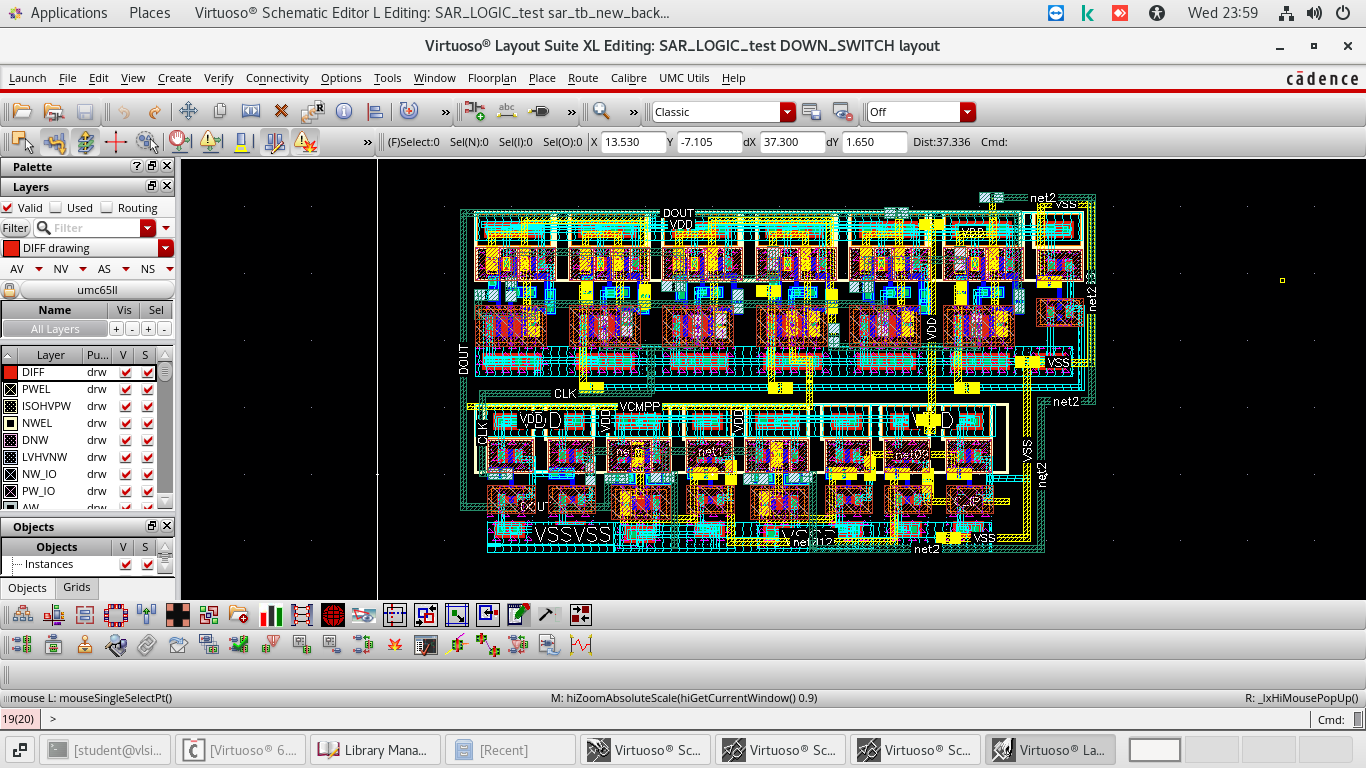 Applications Places Virtuoso® Schematic Editor L Editing: SAR_LOGIC_test sar_tb_new_back... Wed 23:59
Virtuoso® Layout Suite XL Editing: SAR_LOGIC_test DOWN_SWITCH layout
Launch File Edit View Create Verify Connectivity Options Tools Window Floorplan Place Route Calibre UMC Utils Help cādence
» » » Classic Off
» (F)Select:0 Sel(N):0 Sel(I):0 Sel(O):0 X 13.530 Y -7.105 dX 37.300 dY 1.650 Dist:37.336 Cmd:
Palette ?
Layers
Valid Used Routing
Filter Filter
DIFF drawing
AV NV AS NS
umc65ll
Name Vis Sel
All Layers + - + -
Layer Pu... V S
DIFF drw
PWEL drw
ISOHVPW drw
NWEL drw
DNW drw
LVHVNW drw
NW_IO drw
PW_IO drw
AW drw
Objects
Objects V S
Instances
Objects Grids
net2
VSS
DOUT
VDD
VDD
net2
VDD
DOUT
VSS
CLK
net2
VCMPP
CLK
VDD
VDD
VDD
VSS
net2
DOUT
VSSVSS
VSS
net2
mouse L: mouseSingleSelectPt() M: hiZoomAbsoluteScale(hiGetCurrentWindow() 0.9) R: _lxHiMousePopUp()
19(20) > Cmd:
[student@vlsi... [Virtuoso® 6.... Library Mana... [Recent] Virtuoso® Sc... Virtuoso® Sc... Virtuoso® Sc... Virtuoso® La...